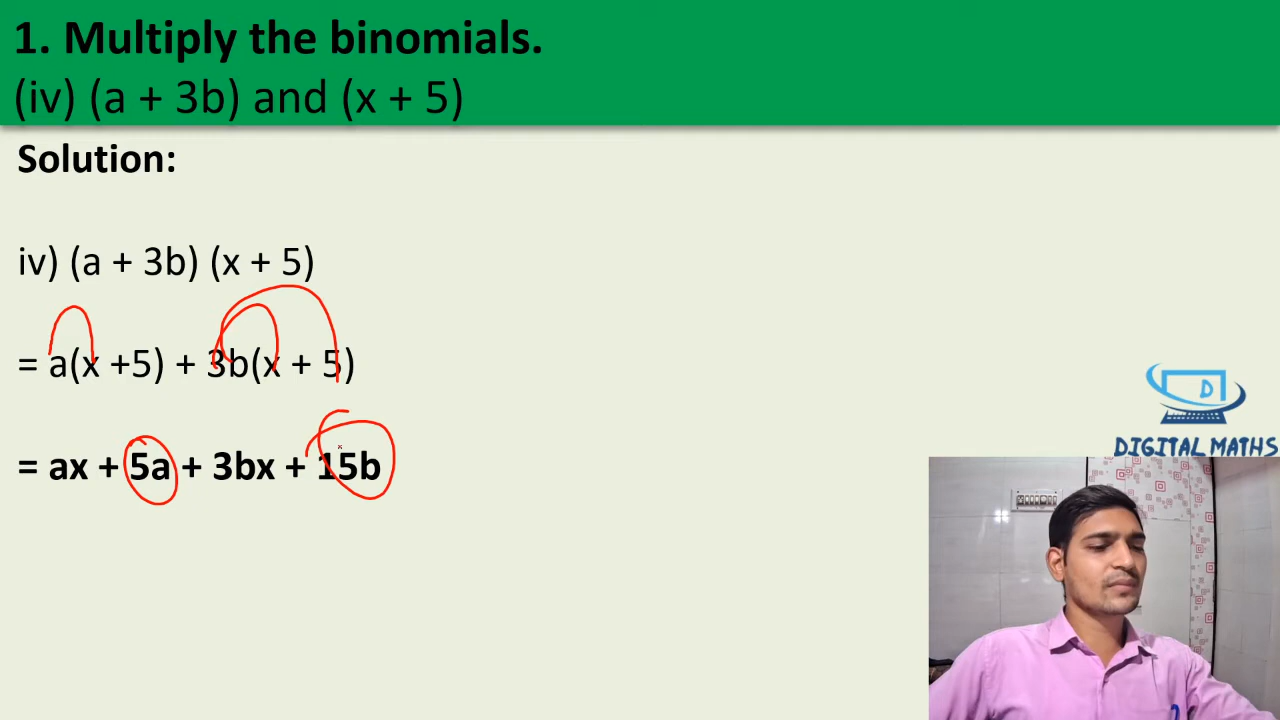 1. Multiply the binomials.
(iv) (a + 3b) and (x + 5)
Solution:
iv) (a + 3b) (x + 5)
= a(x +5) + 3b(x + 5)
= ax + 5a + 3bx + 15b
D
DIGITAL MATHS